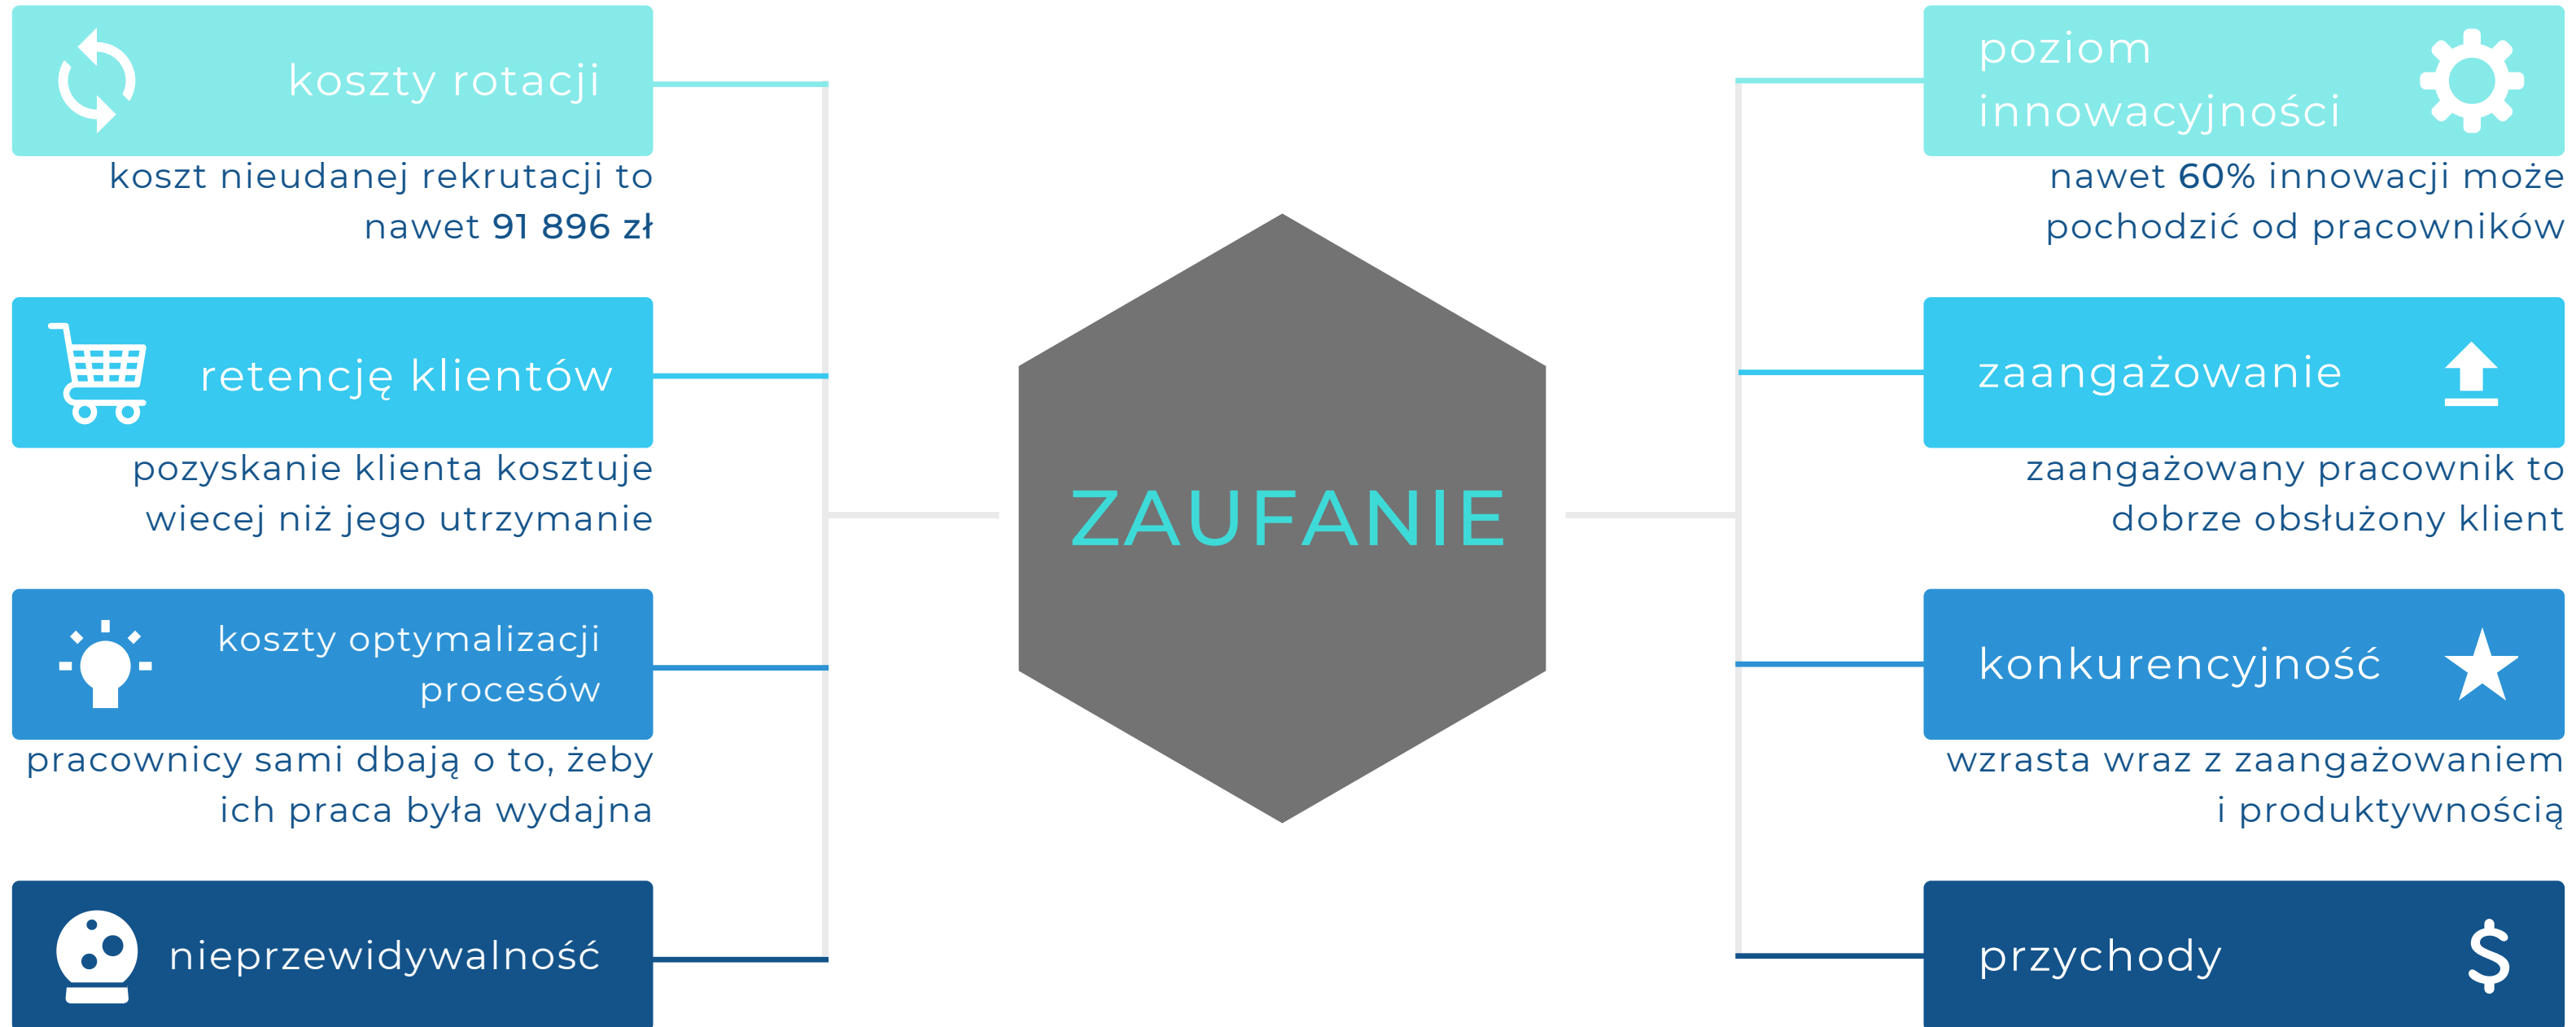 koszty rotacji
koszt nieudanej rekrutacji to
nawet 91 896 zł
retencję klientów
pozyskanie klienta kosztuje
wiecej niż jego utrzymanie
koszty optymalizacji
procesów
pracownicy sami dbają o to, żeby
ich praca była wydajna
nieprzewidywalność
ZAUFANIE
poziom
innowacyjności
nawet 60% innowacji może
pochodzić od pracowników
zaangażowanie
zaangażowany pracownik to
dobrze obsłużony klient
konkurencyjność
wzrasta wraz z zaangażowaniem
i produktywnością
przychody